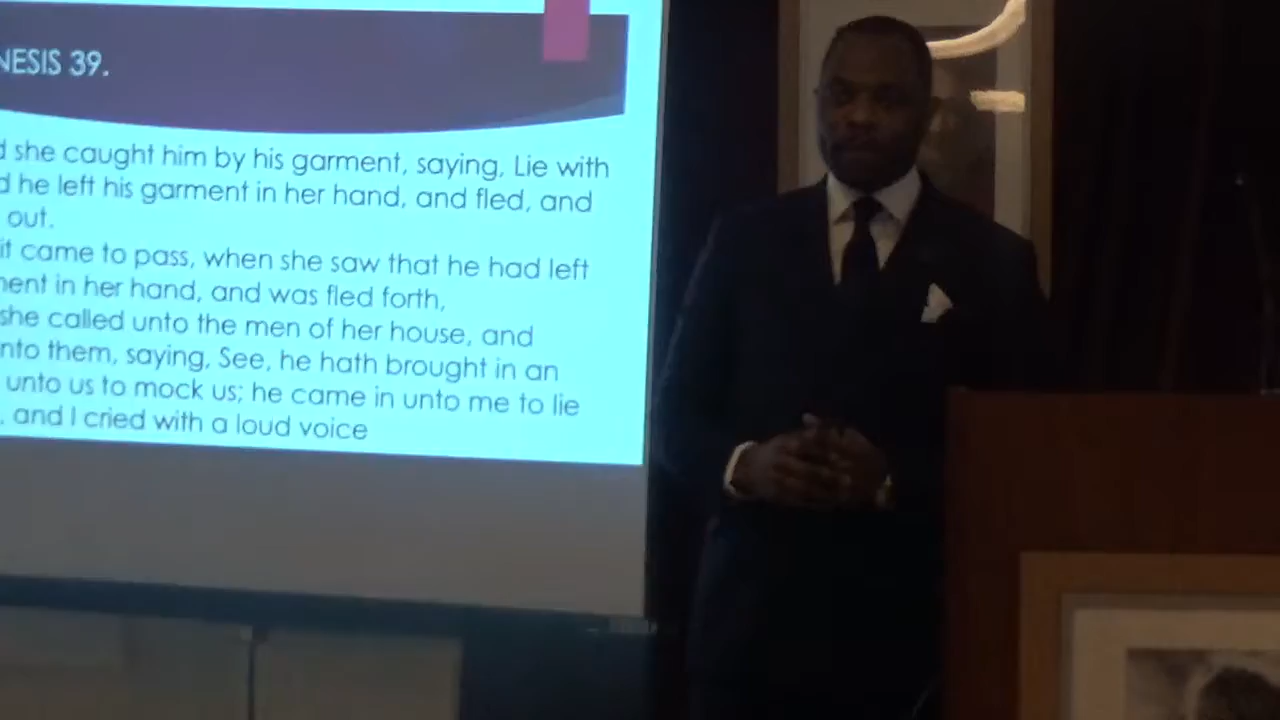 NESIS 39.
she caught him by his garment, saying, Lie with
he left his garment in her hand, and fled, and
out.
it came to pass, when she saw that he had left
ent in her hand, and was fled forth,
she called unto the men of her house, and
nto them, saying, See, he hath brought in an
unto us to mock us; he came in unto me to lie
, and I cried with a loud voice